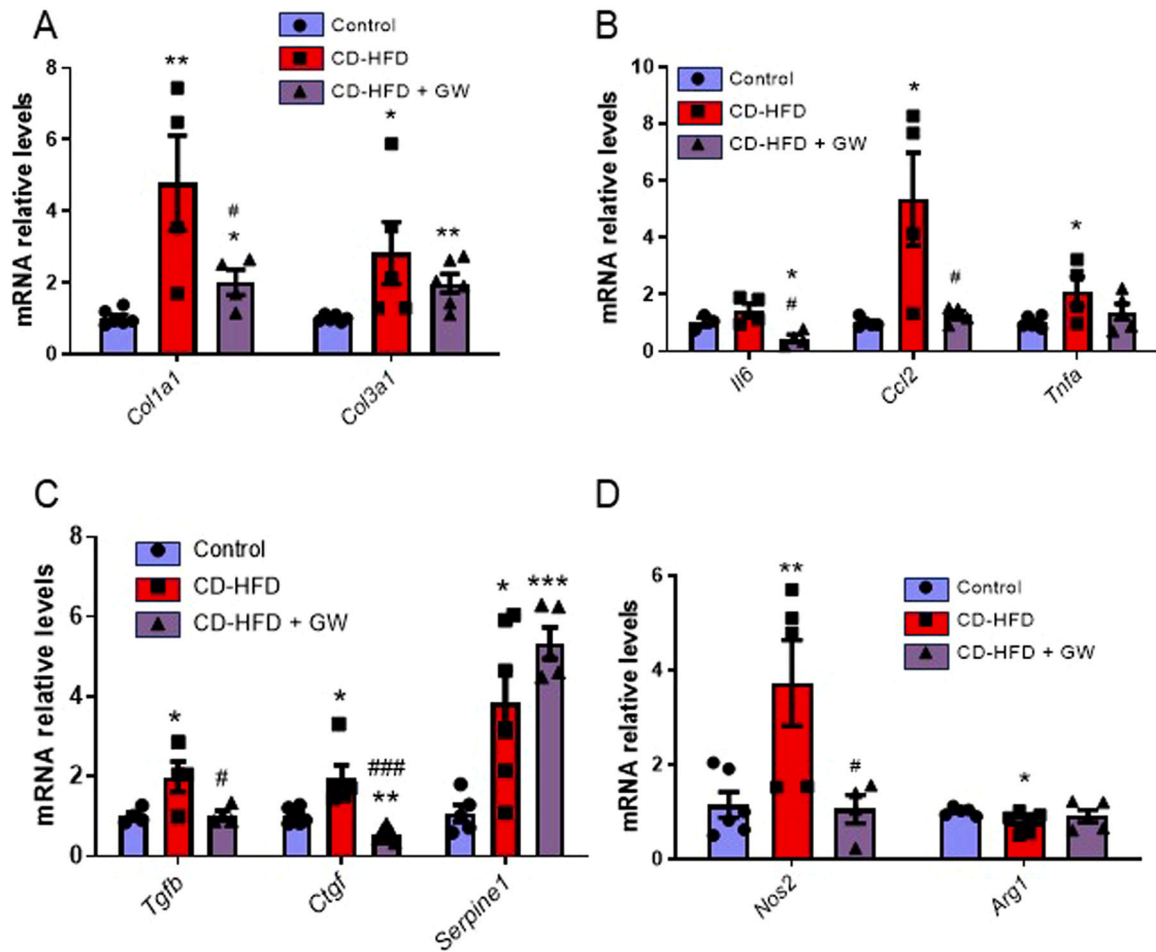 A
Control
CD-HFD
CD-HFD + GW
mRNA relative levels
8
6
4
2
0
**
#
*
*
**
Col1a1
Col3a1
B
Control
CD-HFD
CD-HFD + GW
mRNA relative levels
10
8
6
4
2
0
*
#
*
#
*
Il6
Ccl2
Tnfa
C
Control
CD-HFD
CD-HFD + GW
mRNA relative levels
8
6
4
2
0
*
#
*
###
**
*
***
Tgfb
Ctgf
Serpine1
D
Control
CD-HFD
CD-HFD + GW
mRNA relative levels
6
4
2
0
**
#
*
Nos2
Arg1